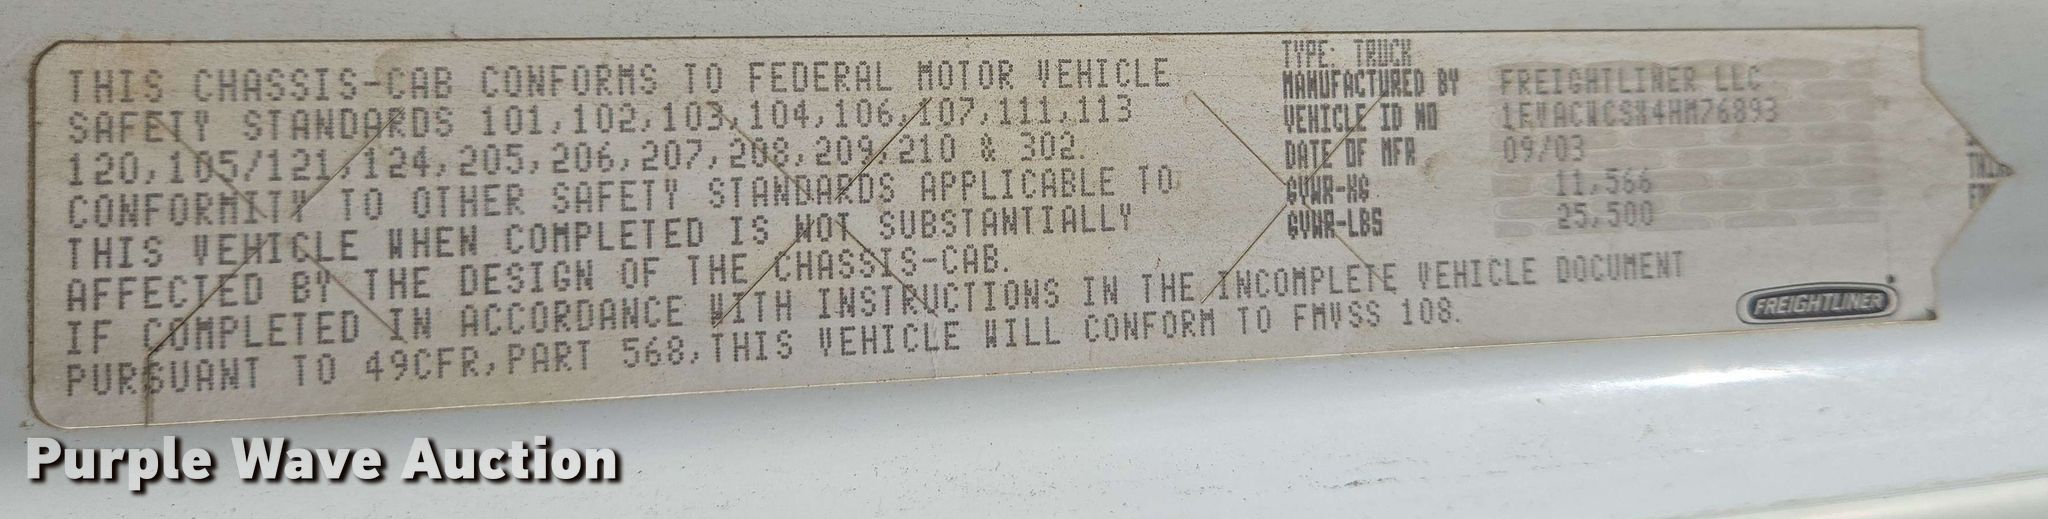 THIS CHASSIS-CAB CONFORMS TO FEDERAL MOTOR VEHICLE
SAFETY STANDARDS 101,102,103,104,106,107,111,113
120,105/121,124,205,206,207,208,209,210 & 302.
CONFORMITY TO OTHER SAFETY STANDARDS APPLICABLE TO
THIS VEHICLE WHEN COMPLETED IS NOT SUBSTANTIALLY
AFFECTED BY THE DESIGN OF THE CHASSIS-CAB.
IF COMPLETED IN ACCORDANCE WITH INSTRUCTIONS IN THE INCOMPLETE VEHICLE DOCUMENT
PURSUANT TO 49CFR,PART 568,THIS VEHICLE WILL CONFORM TO FMVSS 108.
TYPE: TRUCK
MANUFACTURED BY FREIGHTLINER LLC
VEHICLE ID NO 1FVACWCSX4HM76893
DATE OF MFR 09/03
GVWR-KG 11,566
GVWR-LBS 25,500
FREIGHTLINER
Purple Wave Auction